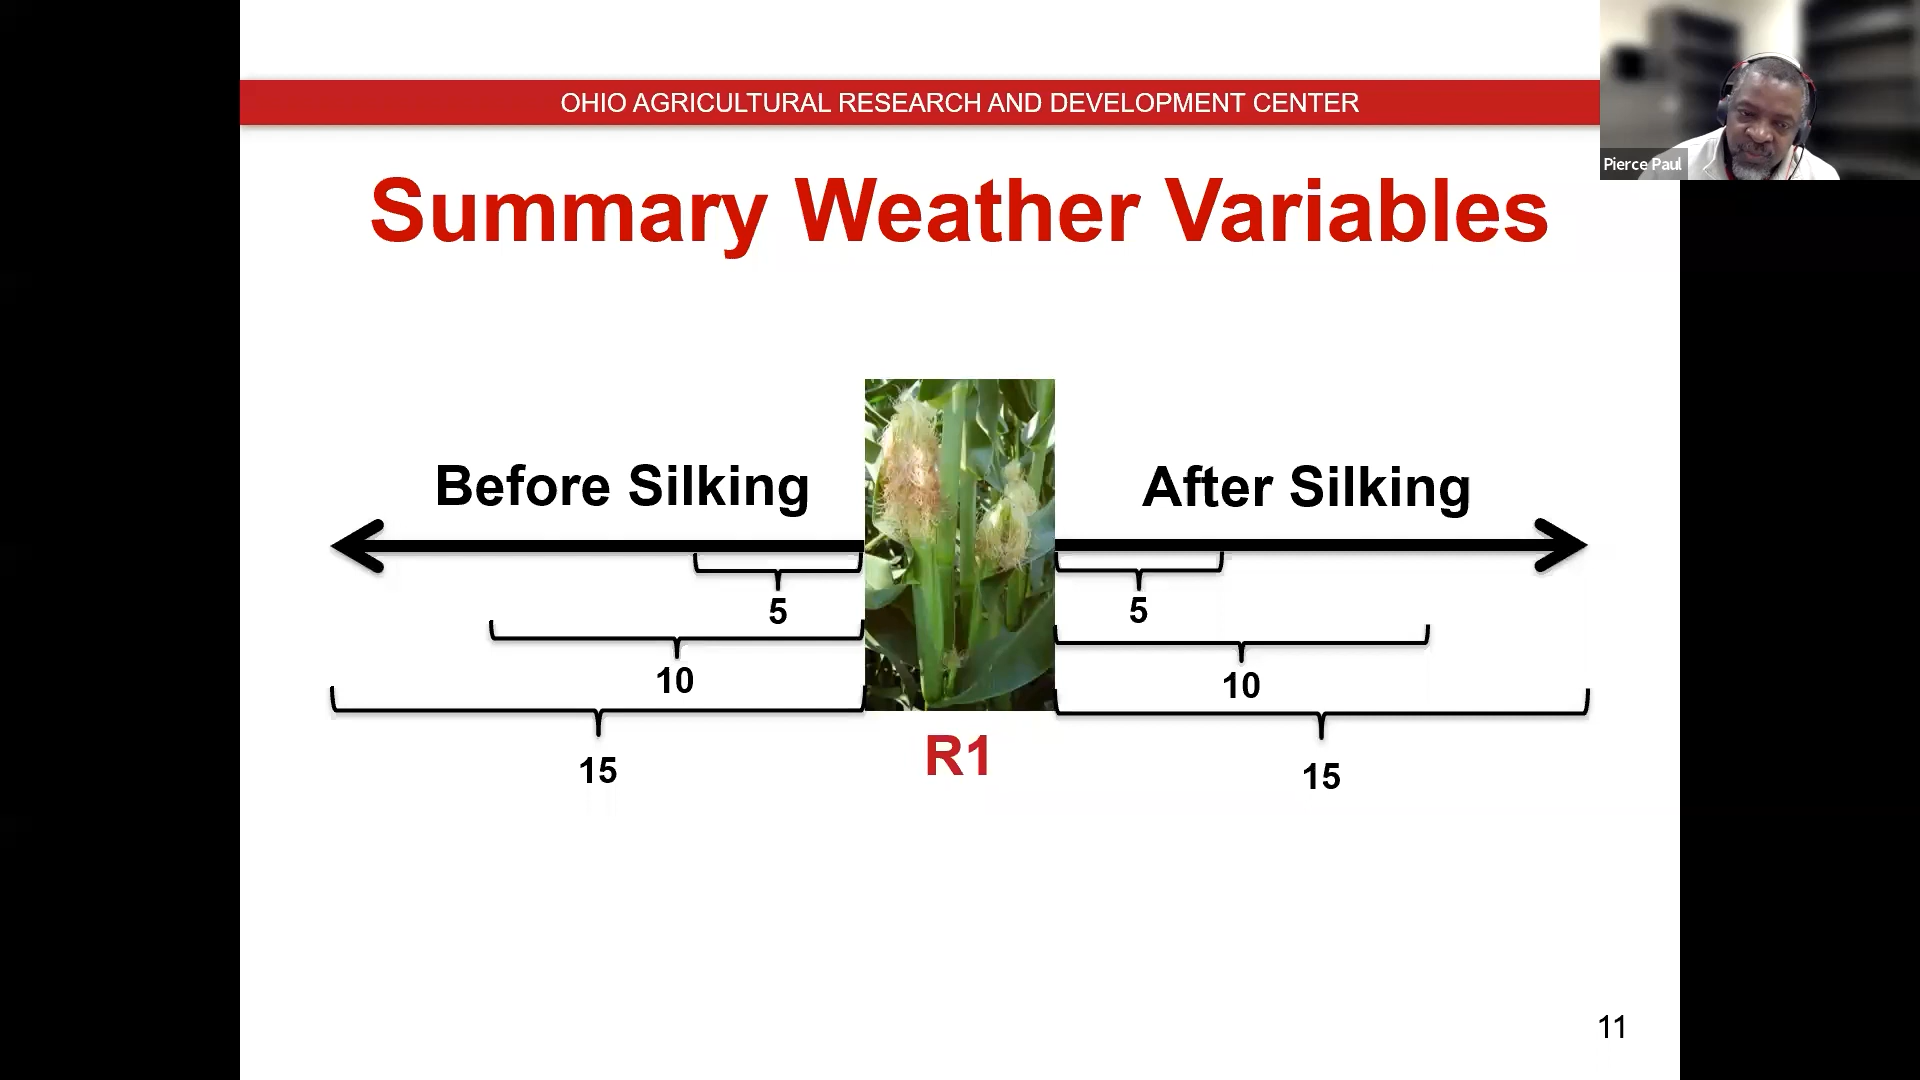 OHIO AGRICULTURAL RESEARCH AND DEVELOPMENT CENTER
Pierce Paul
Summary Weather Variables
Before Silking
After Silking
5
5
10
10
15
15
R1
11